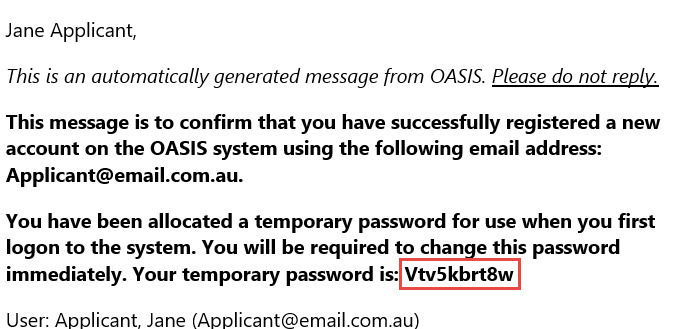 Jane Applicant,
This is an automatically generated message from OASIS. Please do not reply.
This message is to confirm that you have successfully registered a new
account on the OASIS system using the following email address:
Applicant@email.com.au.
You have been allocated a temporary password for use when you first
logon to the system. You will be required to change this password
immediately. Your temporary password is: Vtv5kbrt8w
User: Applicant, Jane (Applicant@email.com.au)